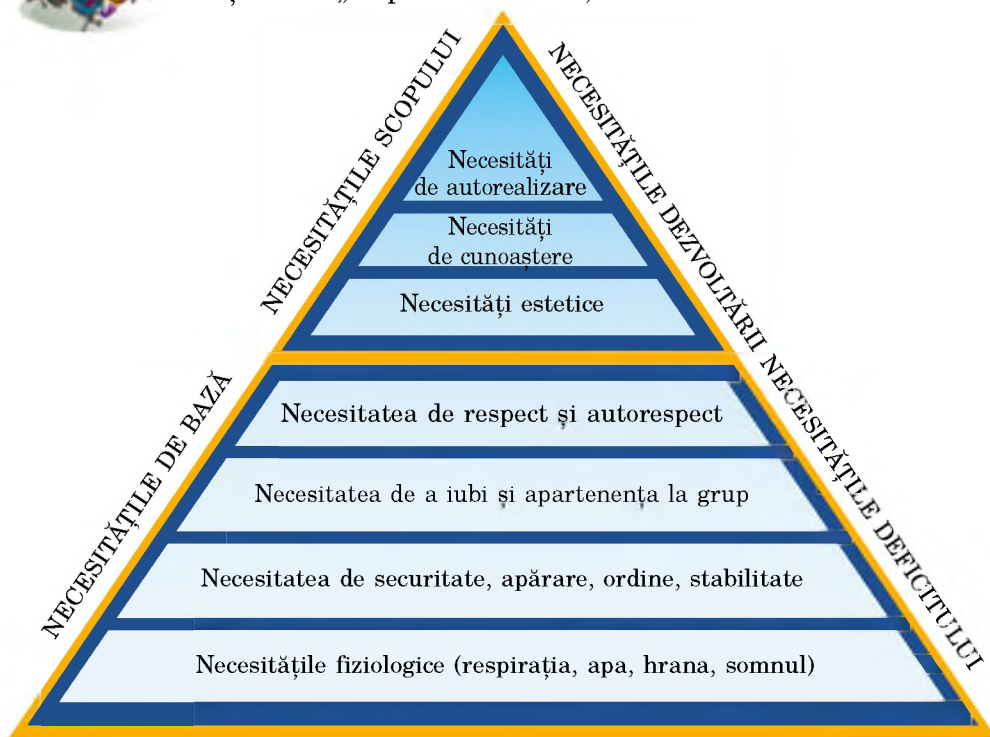 NECESITĂȚILE SCOPULUI
NECESITĂȚILE DEZVOLTĂRII
Necesități
de autorealizare
Necesități
de cunoaștere
Necesități estetice
NECESITĂȚILE DE BAZĂ
NECESITĂȚILE DEFICITULUI
Necesitatea de respect și autorespect
Necesitatea de a iubi și apartenența la grup
Necesitatea de securitate, apărare, ordine, stabilitate
Necesitățile fiziologice (respirația, apa, hrana, somnul)